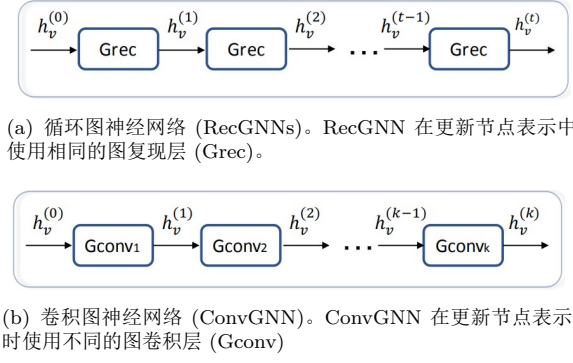 h_v^{(0)} h_v^{(1)} h_v^{(2)} h_v^{(t-1)} h_v^{(t)}
Grec Grec ... Grec
(a) 循环图神经网络 (RecGNNs)。RecGNN 在更新节点表示中
使用相同的图复现层 (Grec)。
h_v^{(0)} h_v^{(1)} h_v^{(2)} h_v^{(k-1)} h_v^{(k)}
Gconv₁ Gconv₂ ... Gconvₖ
(b) 卷积图神经网络 (ConvGNN)。ConvGNN 在更新节点表示
时使用不同的图卷积层 (Gconv)